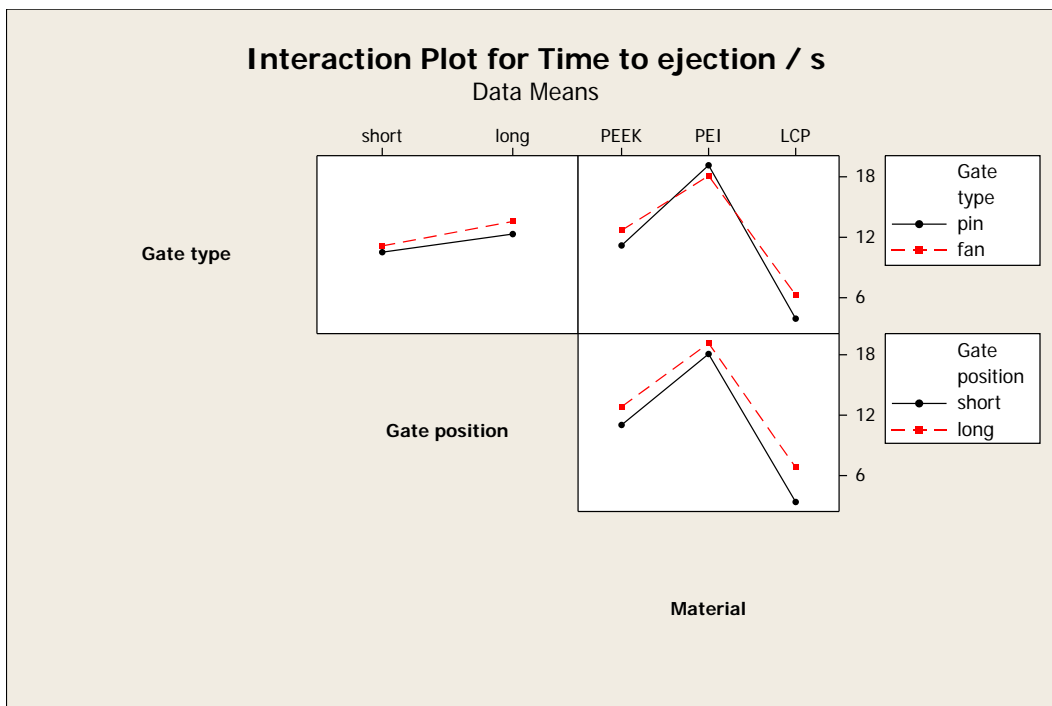 Interaction Plot for Time to ejection / s
Data Means
short long PEEK PEI LCP
Gate type
18
12
6
Gate
type
pin
fan
Gate position
18
12
6
Gate
position
short
long
Material